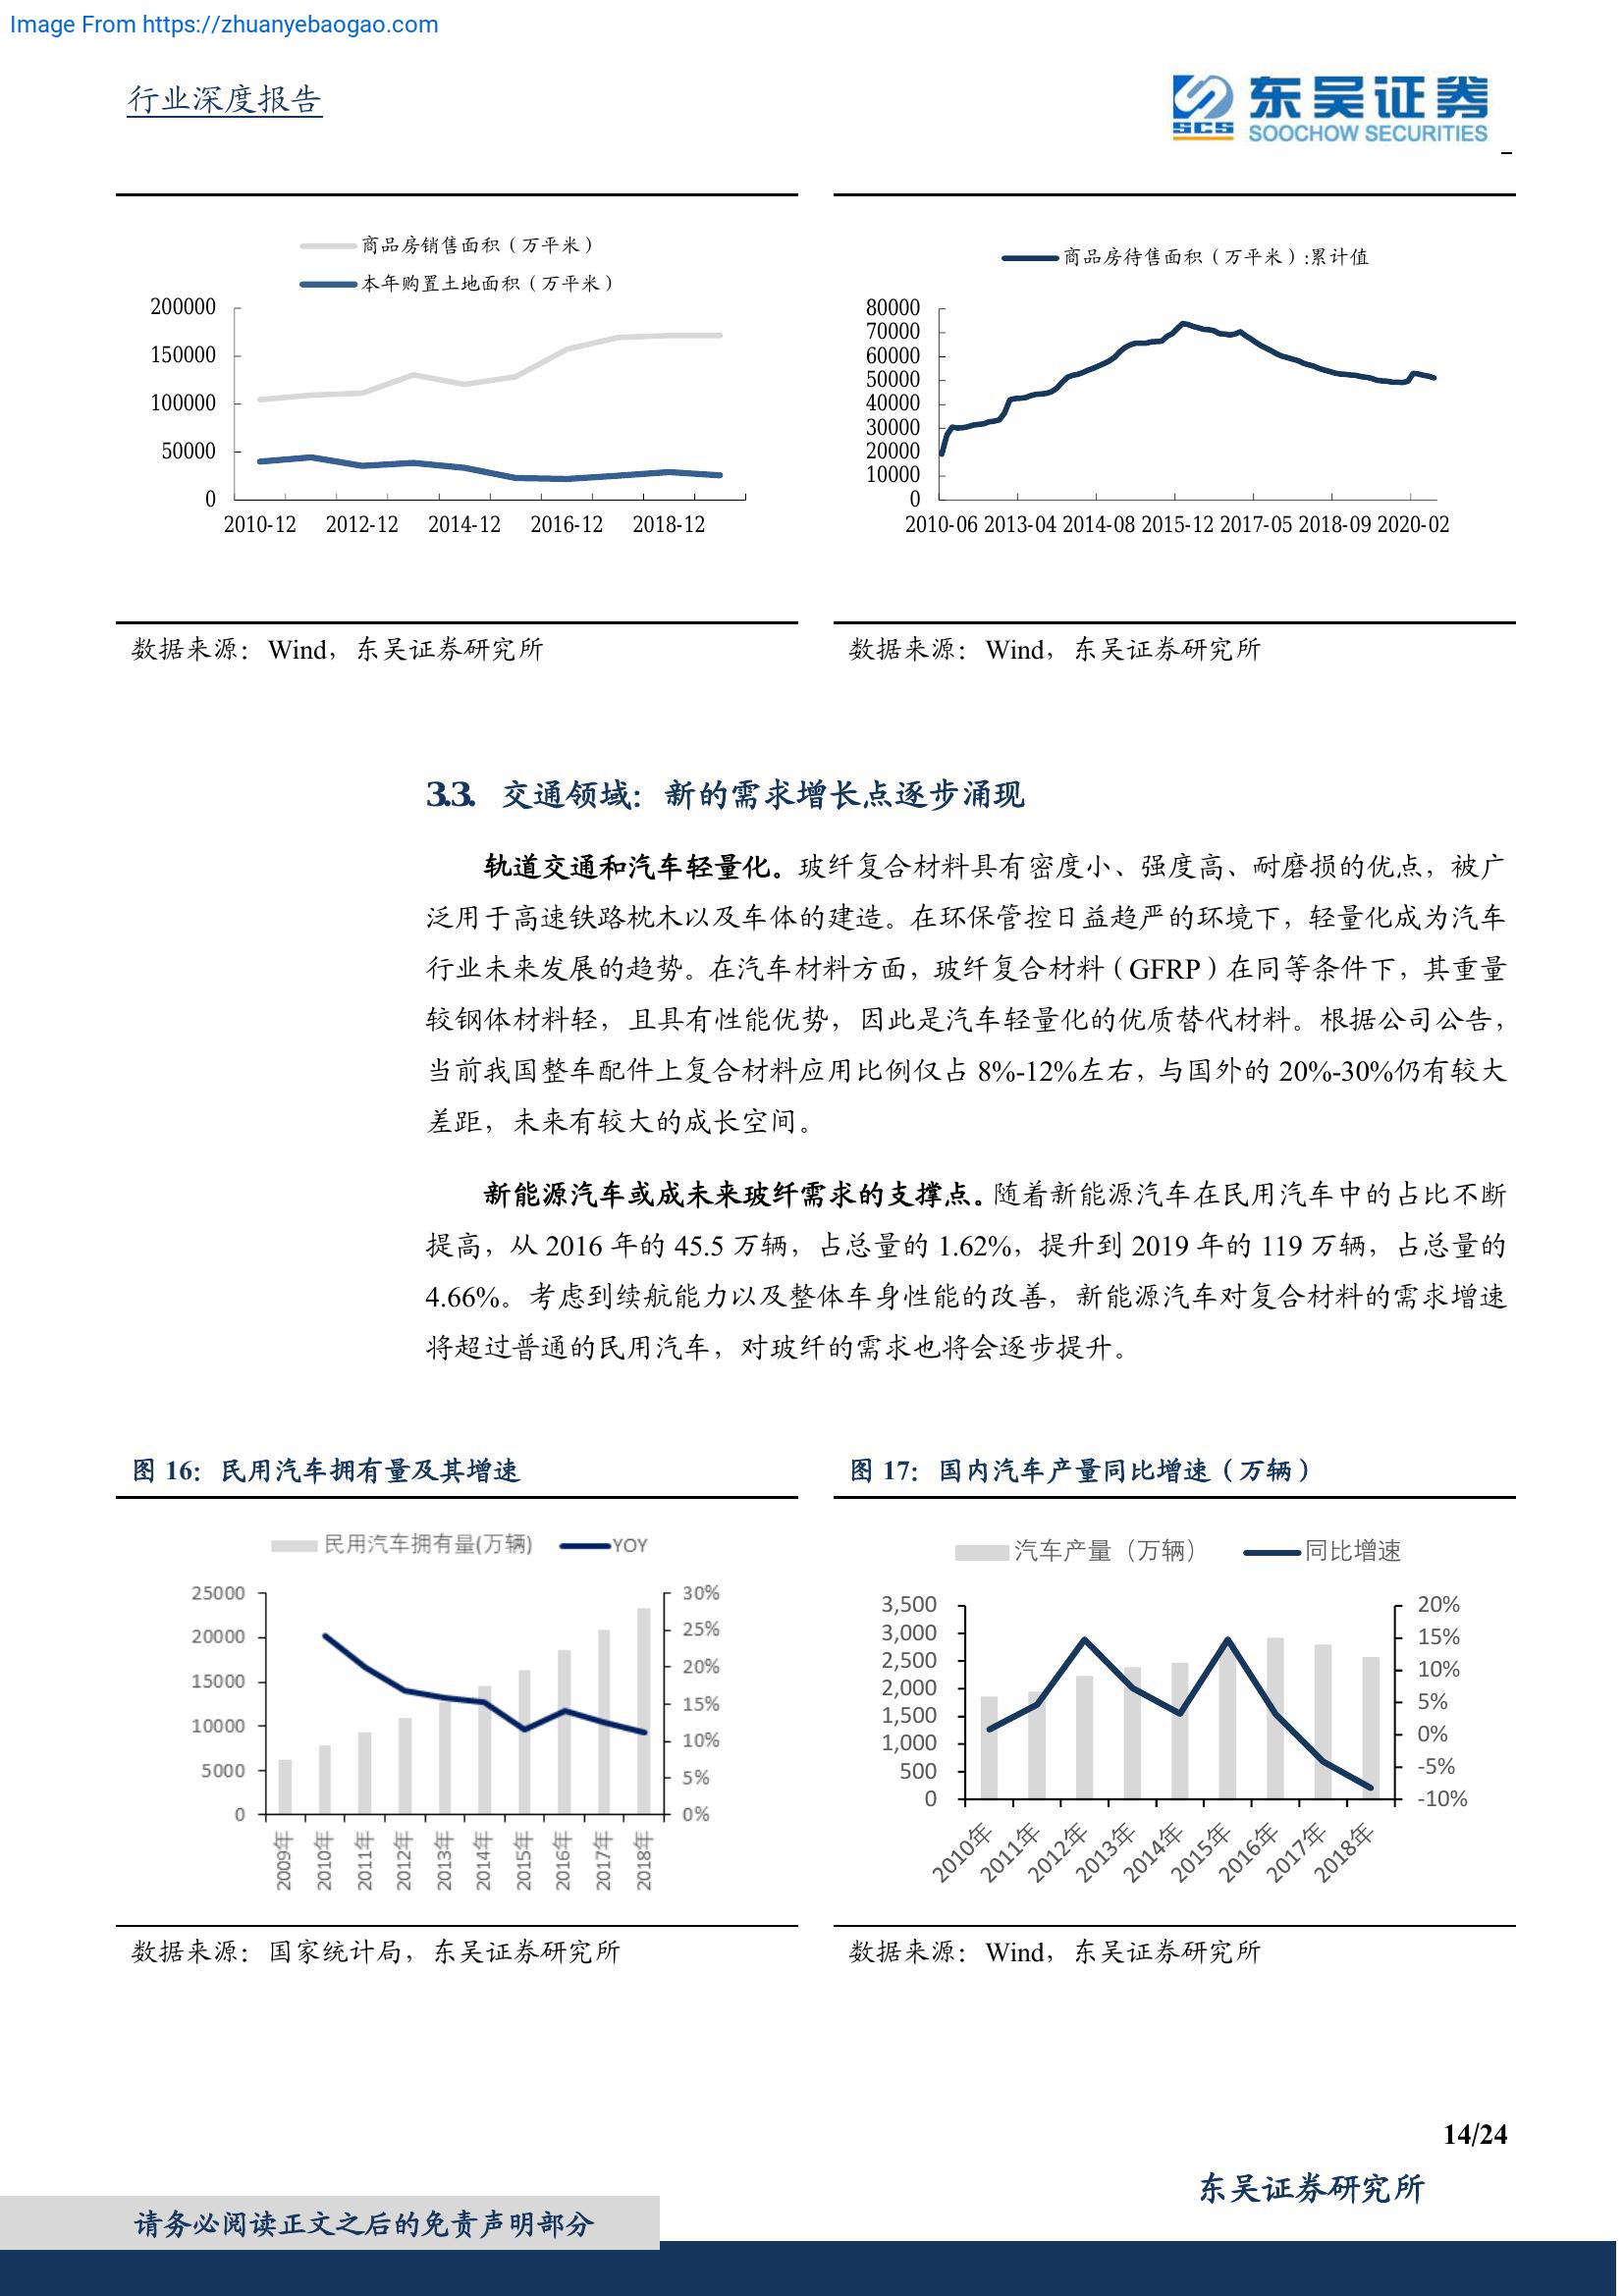 Image From https://zhuanyebaogao.com
行业深度报告
东吴证券
SCS
SOOCHOW SECURITIES
商品房销售面积（万平米）
本年购置土地面积（万平米）
200000
150000
100000
50000
0
2010-12 2012-12 2014-12 2016-12 2018-12
商品房待售面积（万平米）:累计值
80000
70000
60000
50000
40000
30000
20000
10000
0
2010-06 2013-04 2014-08 2015-12 2017-05 2018-09 2020-02
数据来源：Wind，东吴证券研究所
数据来源：Wind，东吴证券研究所
3.3. 交通领域：新的需求增长点逐步涌现
轨道交通和汽车轻量化。玻纤复合材料具有密度小、强度高、耐磨损的优点，被广
泛用于高速铁路枕木以及车体的建造。在环保管控日益趋严的环境下，轻量化成为汽车
行业未来发展的趋势。在汽车材料方面，玻纤复合材料（GFRP）在同等条件下，其重量
较钢体材料轻，且具有性能优势，因此是汽车轻量化的优质替代材料。根据公司公告，
当前我国整车配件上复合材料应用比例仅占 8%-12%左右，与国外的 20%-30%仍有较大
差距，未来有较大的成长空间。
新能源汽车或成未来玻纤需求的支撑点。随着新能源汽车在民用汽车中的占比不断
提高，从 2016 年的 45.5 万辆，占总量的 1.62%，提升到 2019 年的 119 万辆，占总量的
4.66%。考虑到续航能力以及整体车身性能的改善，新能源汽车对复合材料的需求增速
将超过普通的民用汽车，对玻纤的需求也将会逐步提升。
图 16：民用汽车拥有量及其增速
图 17：国内汽车产量同比增速（万辆）
民用汽车拥有量(万辆) YOY
25000
20000
15000
10000
5000
0
30%
25%
20%
15%
10%
5%
0%
2009年 2010年 2011年 2012年 2013年 2014年 2015年 2016年 2017年 2018年
汽车产量（万辆） 同比增速
3,500
3,000
2,500
2,000
1,500
1,000
500
0
20%
15%
10%
5%
0%
-5%
-10%
2010年 2011年 2012年 2013年 2014年 2015年 2016年 2017年 2018年
数据来源：国家统计局，东吴证券研究所
数据来源：Wind，东吴证券研究所
14/24
东吴证券研究所
请务必阅读正文之后的免责声明部分